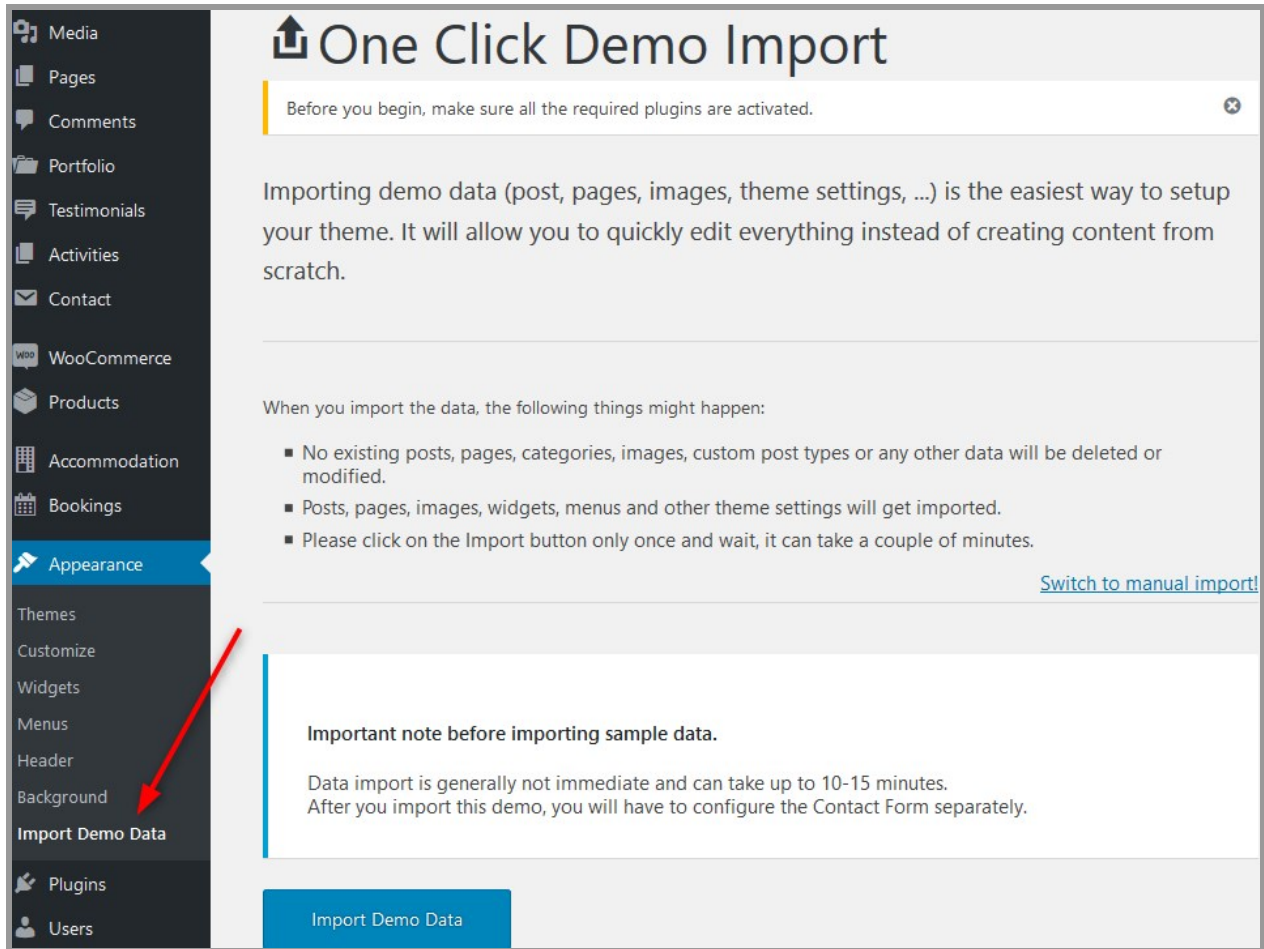 Media
Pages
Comments
Portfolio
Testimonials
Activities
Contact
Woo
WooCommerce
Products
Accommodation
Bookings
Appearance
Themes
Customize
Widgets
Menus
Header
Background
Import Demo Data
Plugins
Users
One Click Demo Import
Before you begin, make sure all the required plugins are activated.
Importing demo data (post, pages, images, theme settings, ...) is the easiest way to setup
your theme. It will allow you to quickly edit everything instead of creating content from
scratch.
When you import the data, the following things might happen:
▪ No existing posts, pages, categories, images, custom post types or any other data will be deleted or
modified.
▪ Posts, pages, images, widgets, menus and other theme settings will get imported.
▪ Please click on the Import button only once and wait, it can take a couple of minutes.
Switch to manual import!
Important note before importing sample data.
Data import is generally not immediate and can take up to 10-15 minutes.
After you import this demo, you will have to configure the Contact Form separately.
Import Demo Data